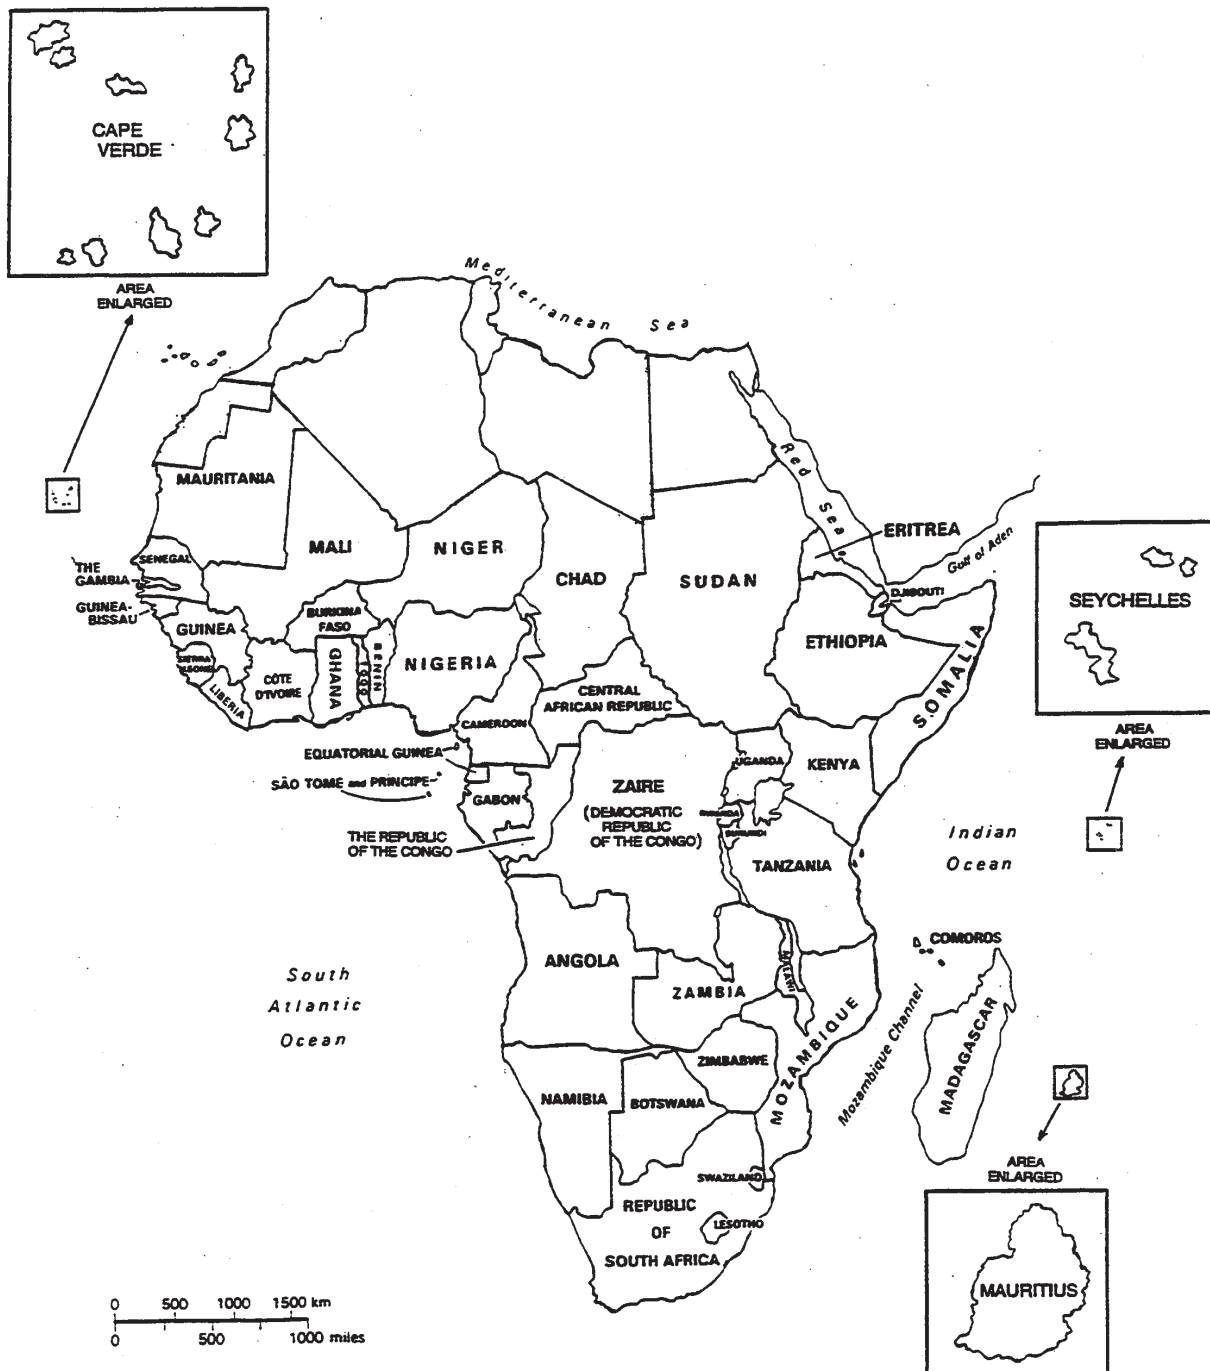 CAPE
VERDE
AREA
ENLARGED
Mediterranean Sea
Red Sea
MAURITANIA
MALI
NIGER
CHAD
SUDAN
ERITREA
Gulf of Aden
SENEGAL
THE
GAMBIA
GUINEA-
BISSAU
GUINEA
BURKINA
FASO
DJIBOUTI
SEYCHELLES
AREA
ENLARGED
ETHIOPIA
SOMALIA
SIERRA
LEONE
LIBERIA
CÔTE
D'IVOIRE
GHANA
TOGO
BENIN
NIGERIA
CENTRAL
AFRICAN REPUBLIC
CAMEROON
EQUATORIAL GUINEA
SÃO TOME and PRINCIPE
GABON
THE REPUBLIC
OF THE CONGO
ZAIRE
(DEMOCRATIC
REPUBLIC
OF THE CONGO)
UGANDA
KENYA
RWANDA
BURUNDI
TANZANIA
Indian
Ocean
COMOROS
ANGOLA
ZAMBIA
MALAWI
MOZAMBIQUE
Mozambique Channel
MADAGASCAR
South
Atlantic
Ocean
ZIMBABWE
NAMIBIA
BOTSWANA
SWAZILAND
REPUBLIC
OF
SOUTH AFRICA
LESOTHO
AREA
ENLARGED
MAURITIUS
0 500 1000 1500 km
0 500 1000 miles